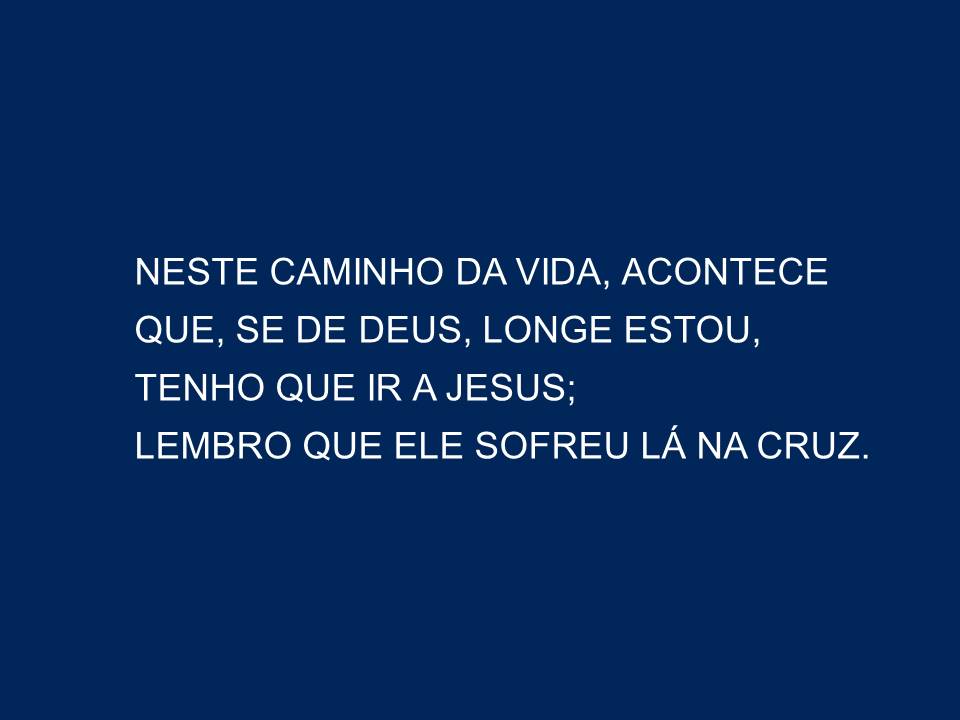 NESTE CAMINHO DA VIDA, ACONTECE
QUE, SE DE DEUS, LONGE ESTOU,
TENHO QUE IR A JESUS;
LEMBRO QUE ELE SOFREU LÁ NA CRUZ.